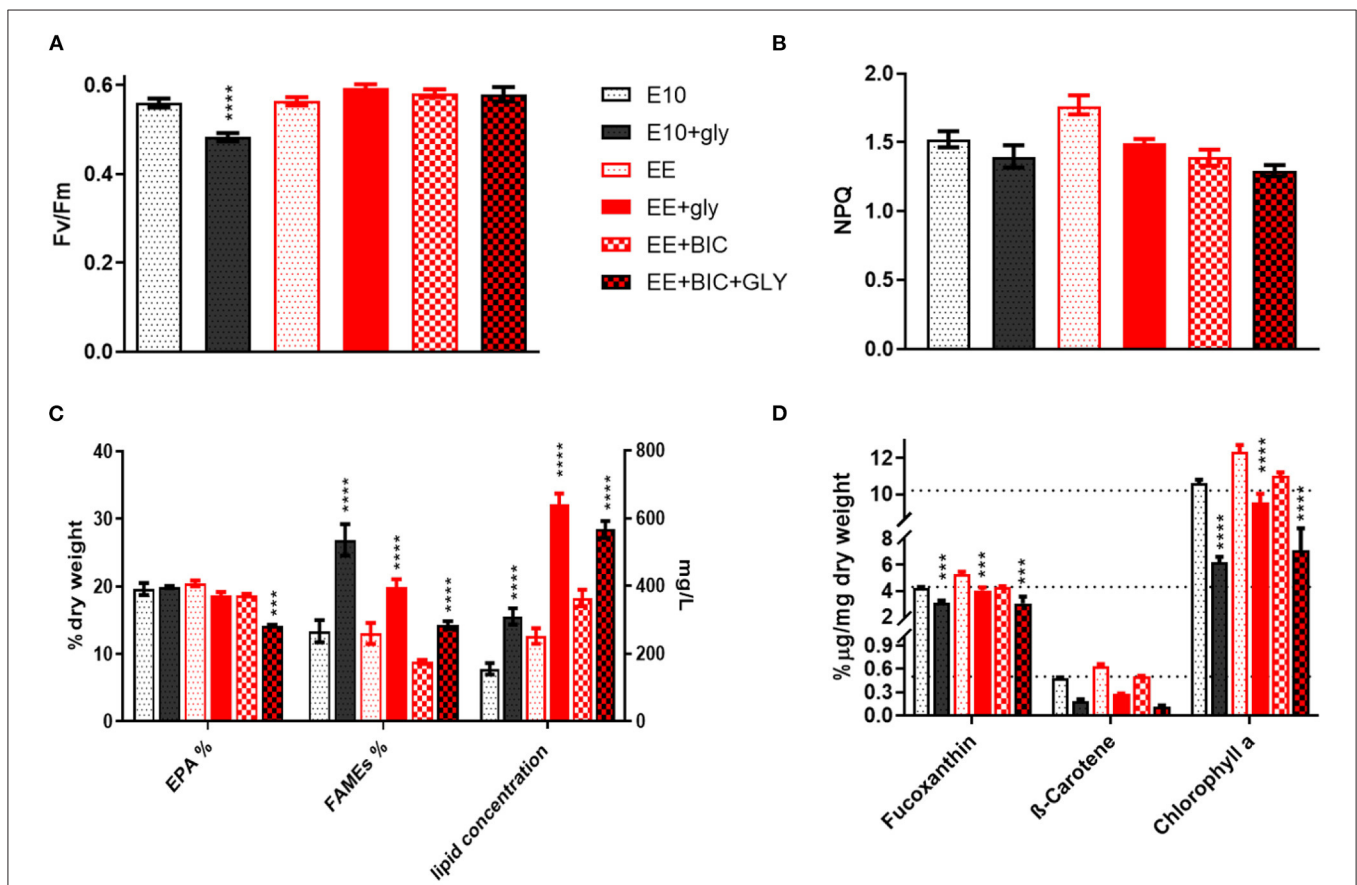 A
Fv/Fm
0.6
0.4
0.2
0.0
****
E10
E10+gly
EE
EE+gly
EE+BIC
EE+BIC+GLY
B
NPQ
2.0
1.5
1.0
0.5
0.0
C
% dry weight
40
30
20
10
0
***
****
****
****
****
****
****
800
600
400
200
0
mg/L
EPA %
FAMEs %
lipid concentration
D
% µg/mg dry weight
12
10
8
6
4
2
0.9
0.6
0.3
0.0
***
***
***
****
****
****
Fucoxanthin
ß-Carotene
Chlorophyll a